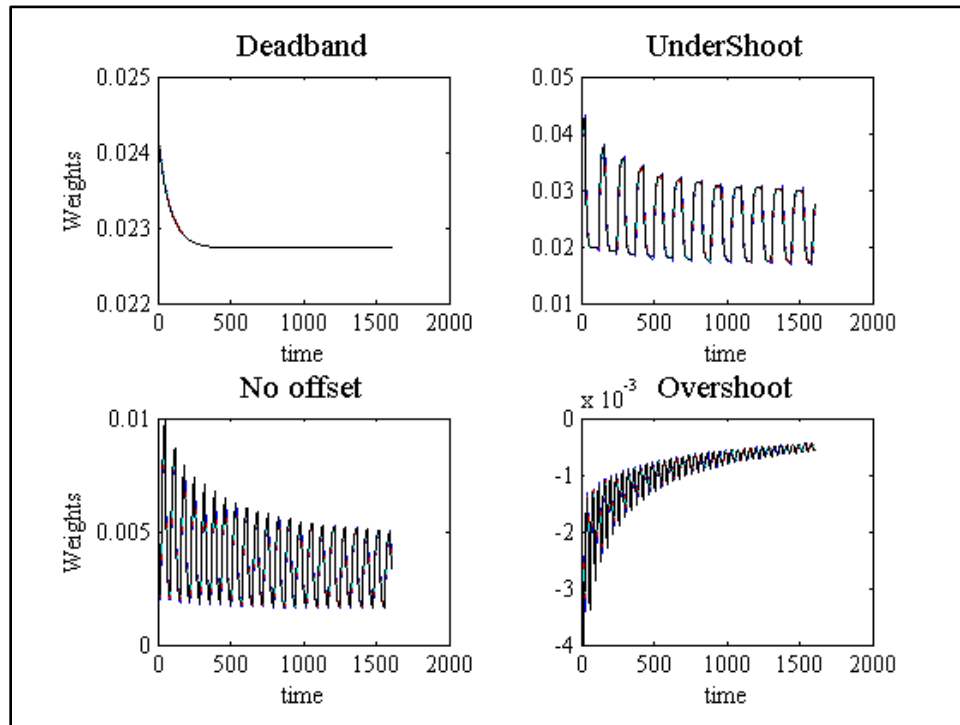 Deadband
0.025
0.024
0.023
0.022
Weights
0 500 1000 1500 2000
time
UnderShoot
0.05
0.04
0.03
0.02
0.01
0 500 1000 1500 2000
time
No offset
0.01
0.005
0
Weights
0 500 1000 1500 2000
time
Overshoot
x 10⁻³
0
-1
-2
-3
-4
0 500 1000 1500 2000
time